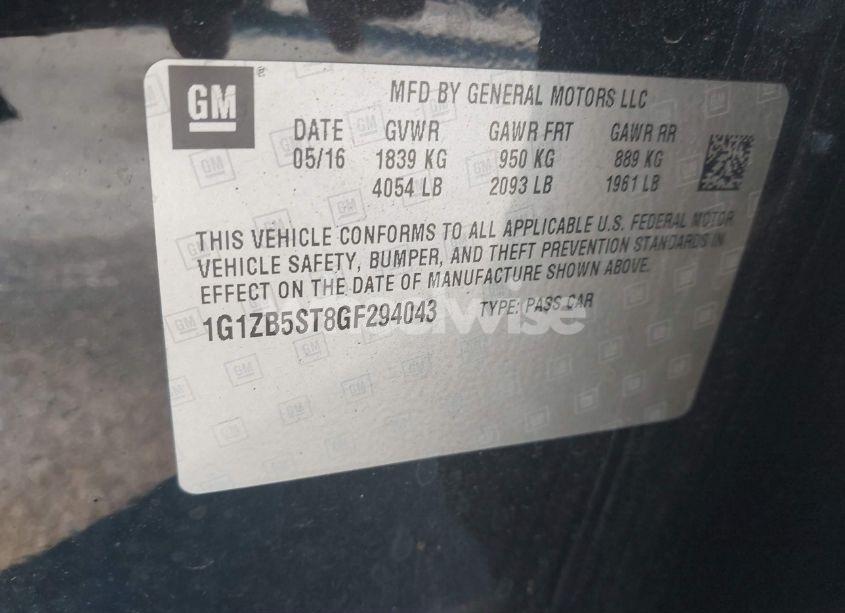 GM
MFD BY GENERAL MOTORS LLC
DATE GVWR GAWR FRT GAWR RR
05/16 1839 KG 950 KG 889 KG
4054 LB 2093 LB 1961 LB
THIS VEHICLE CONFORMS TO ALL APPLICABLE U.S. FEDERAL MOTOR
VEHICLE SAFETY, BUMPER, AND THEFT PREVENTION STANDARDS IN
EFFECT ON THE DATE OF MANUFACTURE SHOWN ABOVE.
1G1ZB5ST8GF294043 TYPE: PASS CAR